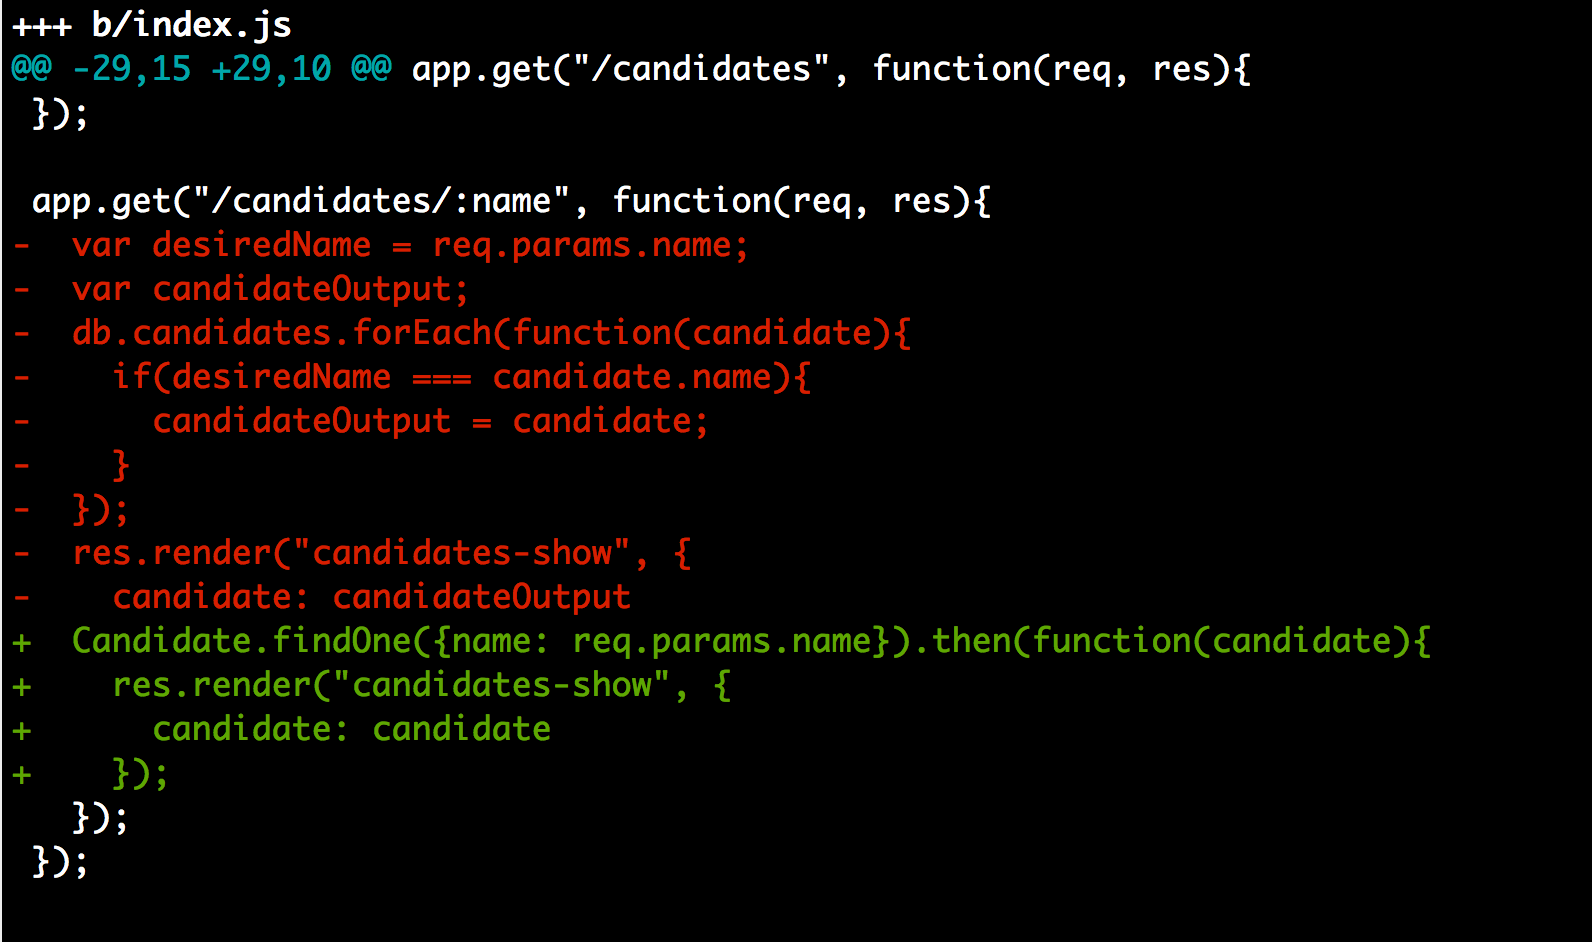 +++ b/index.js
@@ -29,15 +29,10 @@ app.get("/candidates", function(req, res){
 });

 app.get("/candidates/:name", function(req, res){
-  var desiredName = req.params.name;
-  var candidateOutput;
-  db.candidates.forEach(function(candidate){
-    if(desiredName === candidate.name){
-      candidateOutput = candidate;
-    }
-  });
-  res.render("candidates-show", {
-    candidate: candidateOutput
+  Candidate.findOne({name: req.params.name}).then(function(candidate){
+    res.render("candidates-show", {
+      candidate: candidate
+    });
   });
 });